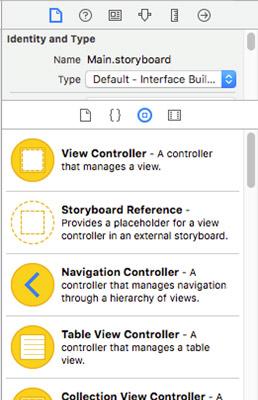 Identity and Type
Name Main.storyboard
Type Default - Interface Buil...
{}
View Controller - A controller
that manages a view.
Storyboard Reference -
Provides a placeholder for a view
controller in an external storyboard.
Navigation Controller - A
controller that manages navigation
through a hierarchy of views.
Table View Controller - A
controller that manages a table
view.
Collection View Controller - A